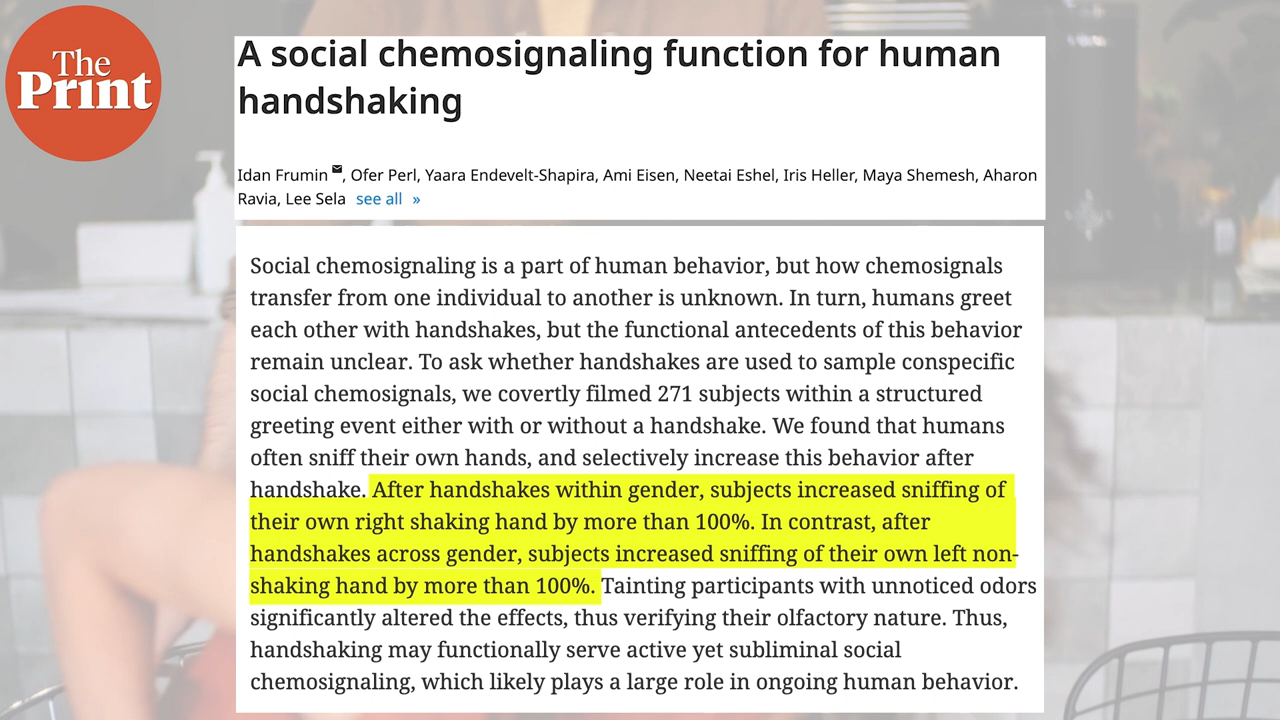 The
Print
A social chemosignaling function for human
handshaking
Idan Frumin, Ofer Perl, Yaara Endevelt-Shapira, Ami Eisen, Neetai Eshel, Iris Heller, Maya Shemesh, Aharon
Ravia, Lee Sela see all »
Social chemosignaling is a part of human behavior, but how chemosignals
transfer from one individual to another is unknown. In turn, humans greet
each other with handshakes, but the functional antecedents of this behavior
remain unclear. To ask whether handshakes are used to sample conspecific
social chemosignals, we covertly filmed 271 subjects within a structured
greeting event either with or without a handshake. We found that humans
often sniff their own hands, and selectively increase this behavior after
handshake. After handshakes within gender, subjects increased sniffing of
their own right shaking hand by more than 100%. In contrast, after
handshakes across gender, subjects increased sniffing of their own left non-
shaking hand by more than 100%. Tainting participants with unnoticed odors
significantly altered the effects, thus verifying their olfactory nature. Thus,
handshaking may functionally serve active yet subliminal social
chemosignaling, which likely plays a large role in ongoing human behavior.